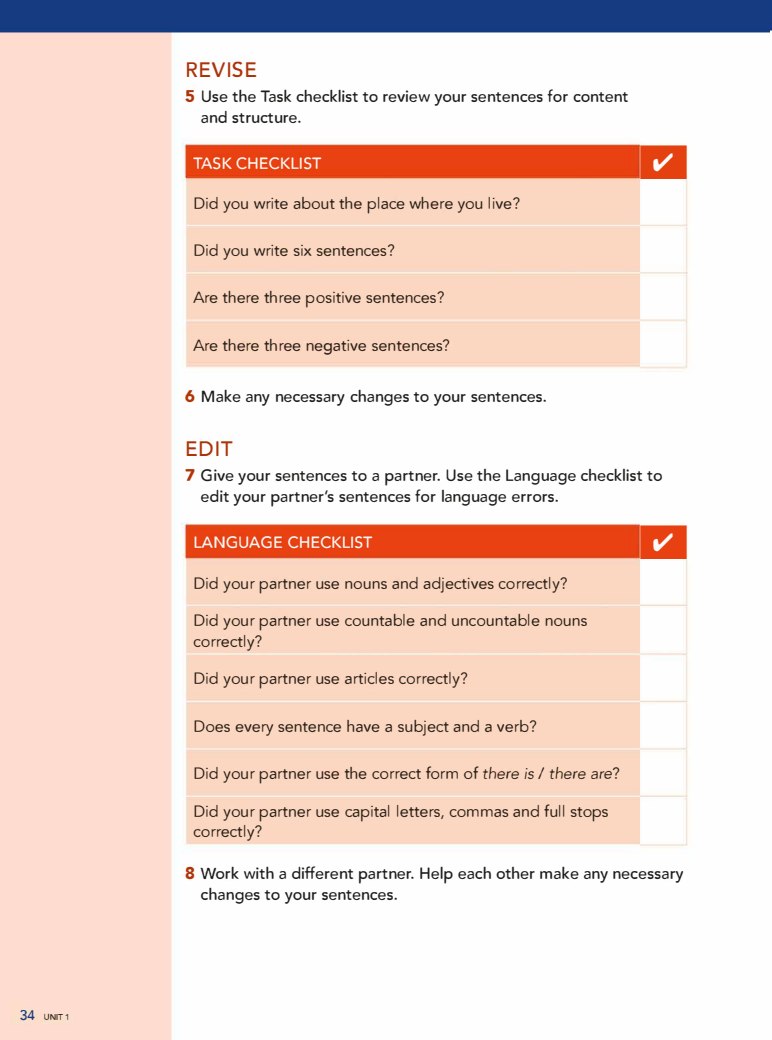 REVISE
5 Use the Task checklist to review your sentences for content
and structure.
TASK CHECKLIST ✔
Did you write about the place where you live?
Did you write six sentences?
Are there three positive sentences?
Are there three negative sentences?
6 Make any necessary changes to your sentences.
EDIT
7 Give your sentences to a partner. Use the Language checklist to
edit your partner’s sentences for language errors.
LANGUAGE CHECKLIST ✔
Did your partner use nouns and adjectives correctly?
Did your partner use countable and uncountable nouns
correctly?
Did your partner use articles correctly?
Does every sentence have a subject and a verb?
Did your partner use the correct form of there is / there are?
Did your partner use capital letters, commas and full stops
correctly?
8 Work with a different partner. Help each other make any necessary
changes to your sentences.
34 UNIT 1